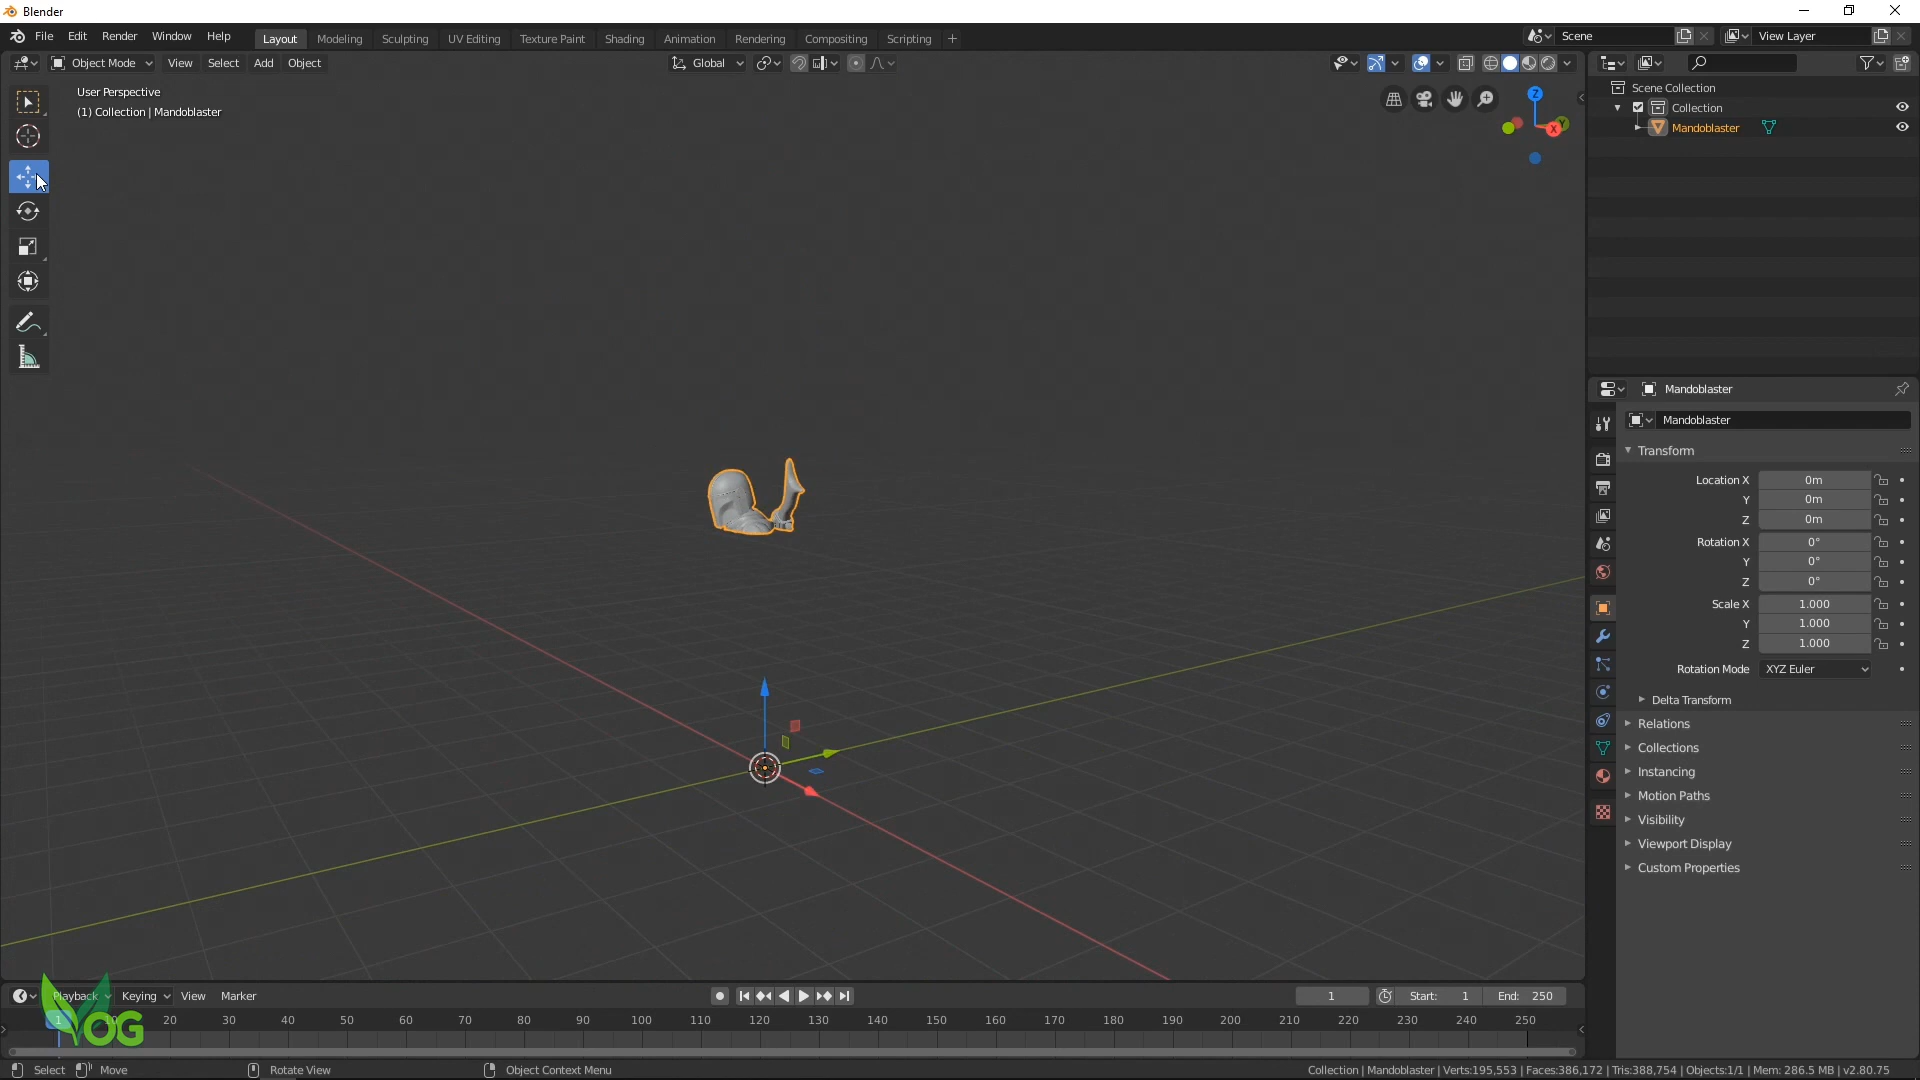 Blender
File Edit Render Window Help Layout Modeling Sculpting UV Editing Texture Paint Shading Animation Rendering Compositing Scripting + Scene View Layer
Object Mode View Select Add Object Global
User Perspective
(1) Collection | Mandoblaster
Z
X
Y
Scene Collection
Collection
Mandoblaster
Mandoblaster
Mandoblaster
Transform
Location X 0m
Y 0m
Z 0m
Rotation X 0°
Y 0°
Z 0°
Scale X 1.000
Y 1.000
Z 1.000
Rotation Mode XYZ Euler
Delta Transform
Relations
Collections
Instancing
Motion Paths
Visibility
Viewport Display
Custom Properties
Playback Keying View Marker 1 Start: 1 End: 250
1 10 20 30 40 50 60 70 80 90 100 110 120 130 140 150 160 170 180 190 200 210 220 230 240 250
VOG
Select Move Rotate View Object Context Menu Collection | Mandoblaster | Verts:195,553 | Faces:386,172 | Tris:388,754 | Objects:1/1 | Mem: 286.5 MB | v2.80.75